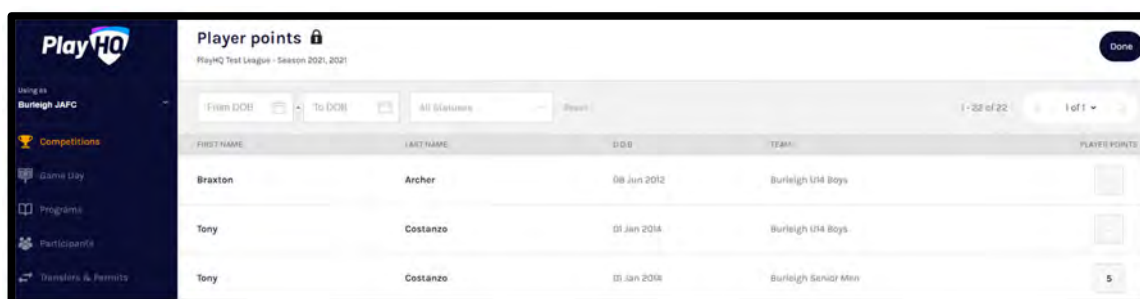 PlayHQ
Player points
PlayHQ Test League - Season 2021, 2021
Done
Using as
Burleigh JAFC
From DOB - To DOB All Statuses Reset 1 - 22 of 22 1 of 1
Competitions
Game Day
Programs
Participants
Transfers & Permits
FIRST NAME LAST NAME D.O.B TEAM PLAYER POINTS
Braxton Archer 08 Jun 2012 Burleigh U14 Boys
Tony Costanzo 01 Jan 2014 Burleigh U14 Boys
Tony Costanzo 01 Jan 2014 Burleigh Senior Men 5